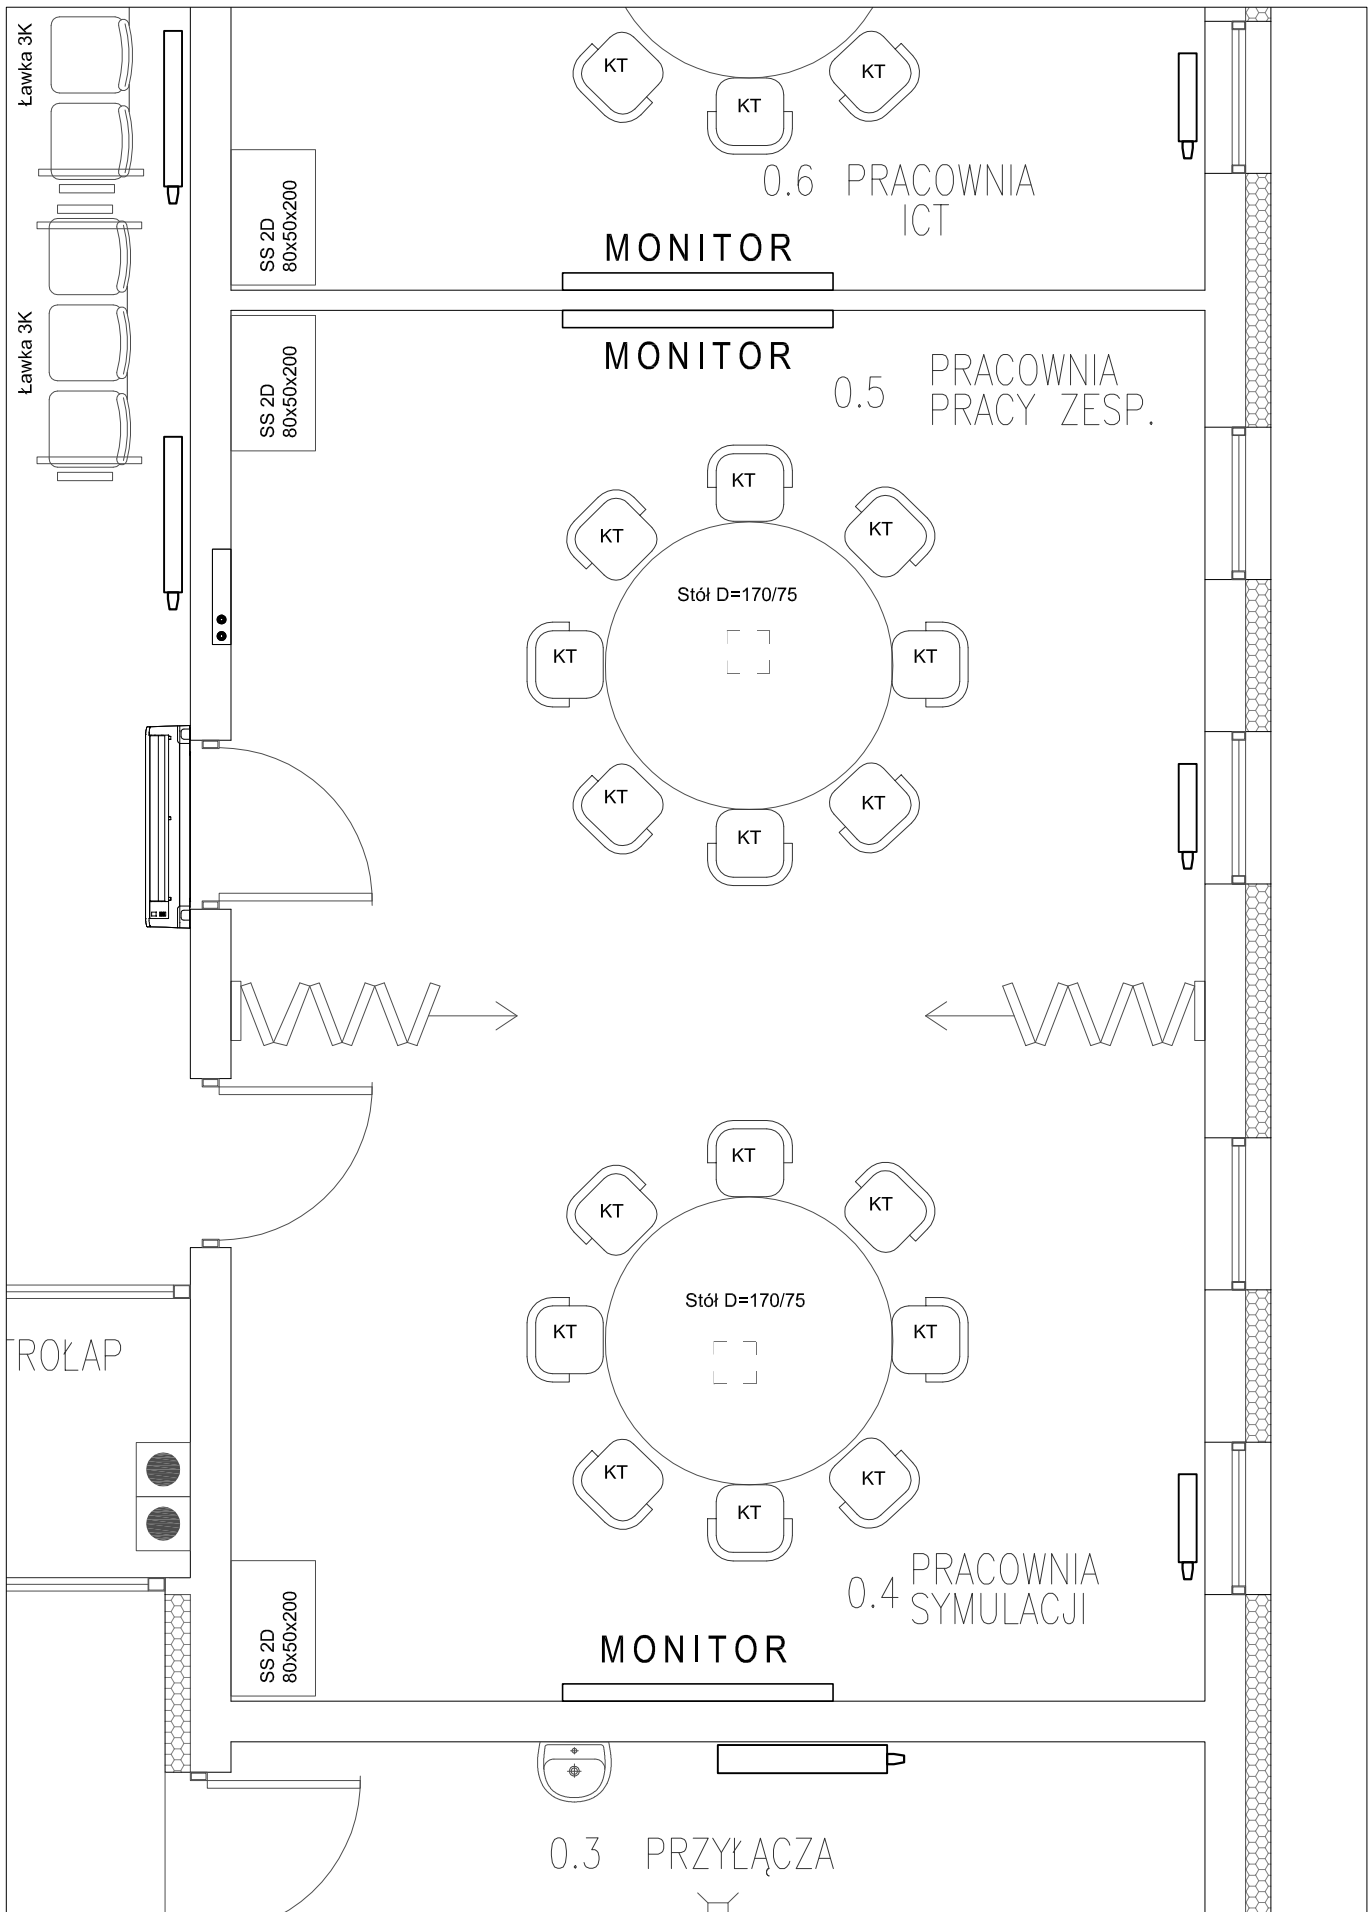 Ławka 3K
KT
KT
KT
0.6 PRACOWNIA
ICT
SS 2D
80x50x200
MONITOR
MONITOR
Ławka 3K
SS 2D
80x50x200
0.5 PRACOWNIA
PRACY ZESP.
KT
KT
KT
Stół D=170/75
KT
KT
KT
KT
KT
KT
KT
KT
Stół D=170/75
KT
KT
TROŁAP
KT
KT
KT
0.4 PRACOWNIA
SYMULACJI
SS 2D
80x50x200
MONITOR
0.3 PRZYŁĄCZA